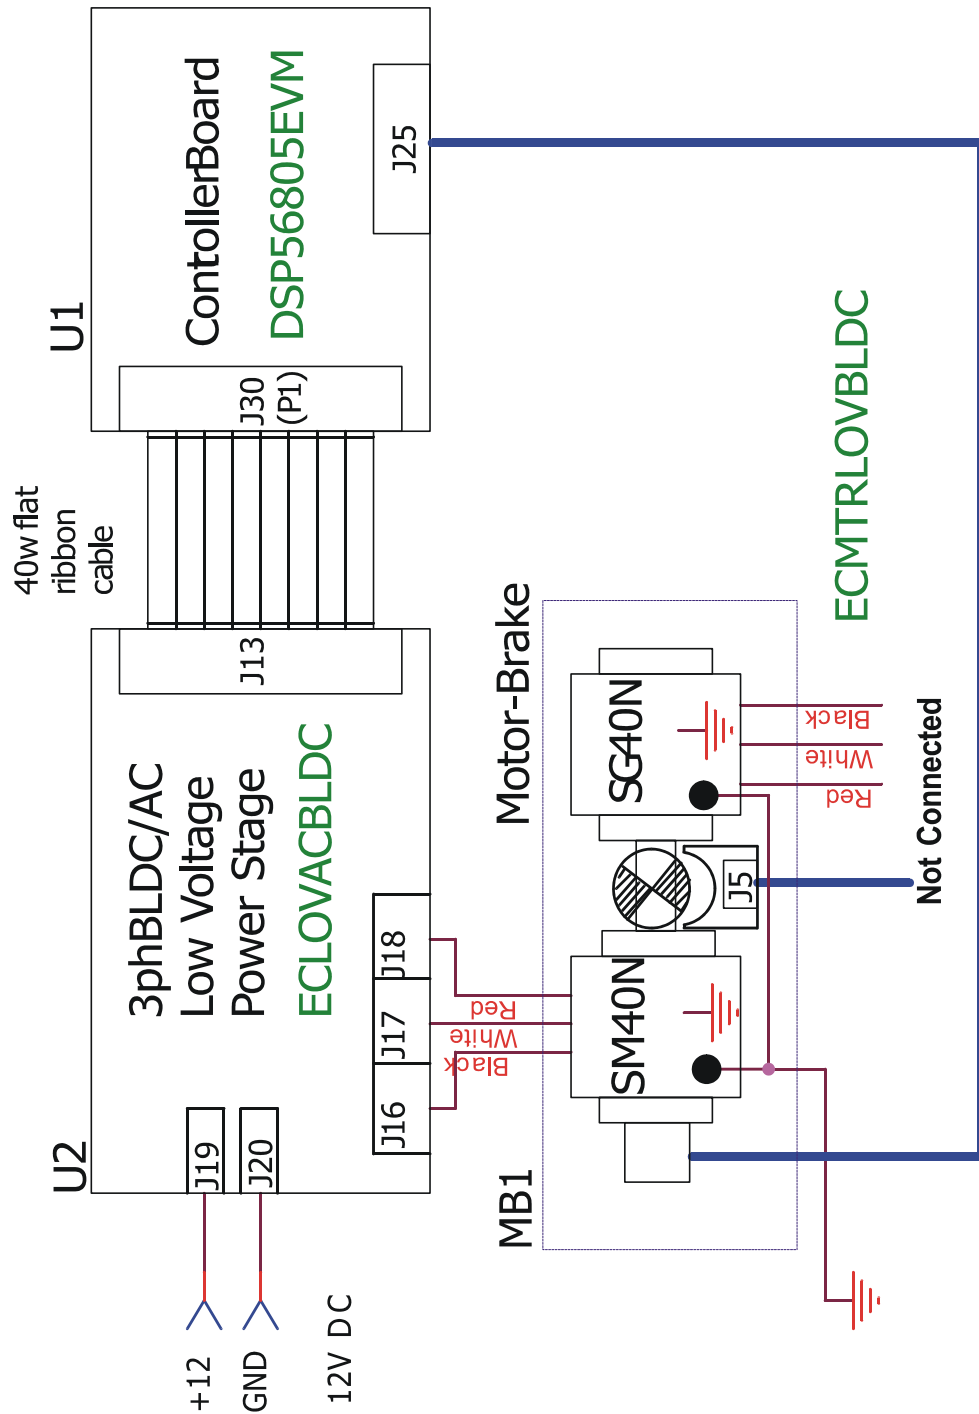 +12
GND
12V DC
U2
J19
J20
3phBLDC/AC
Low Voltage
Power Stage
ECLOVACBLDC
J13
J16
J17
J18
40w flat
ribbon
cable
U1
J30
(P1)
ControllerBoard
DSP56805EVM
J25
Black
White
Red
MB1
Motor-Brake
SM40N
SG40N
J5
Red
White
Black
Not Connected
ECMTRLOVBLDC